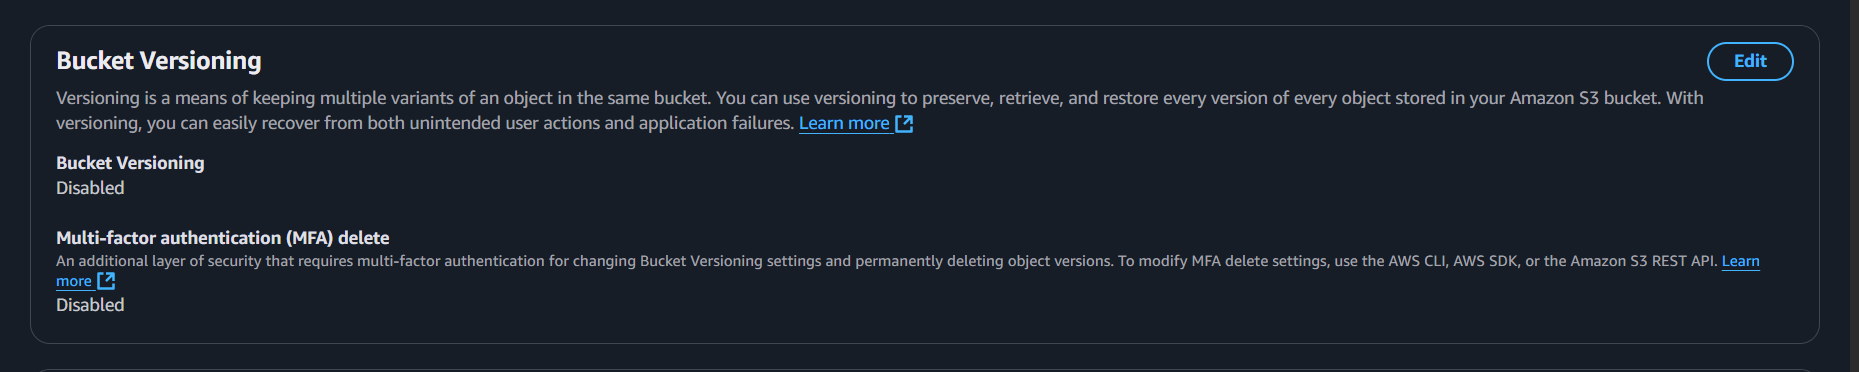 Bucket Versioning
Edit
Versioning is a means of keeping multiple variants of an object in the same bucket. You can use versioning to preserve, retrieve, and restore every version of every object stored in your Amazon S3 bucket. With
versioning, you can easily recover from both unintended user actions and application failures. Learn more
Bucket Versioning
Disabled
Multi-factor authentication (MFA) delete
An additional layer of security that requires multi-factor authentication for changing Bucket Versioning settings and permanently deleting object versions. To modify MFA delete settings, use the AWS CLI, AWS SDK, or the Amazon S3 REST API. Learn
more
Disabled